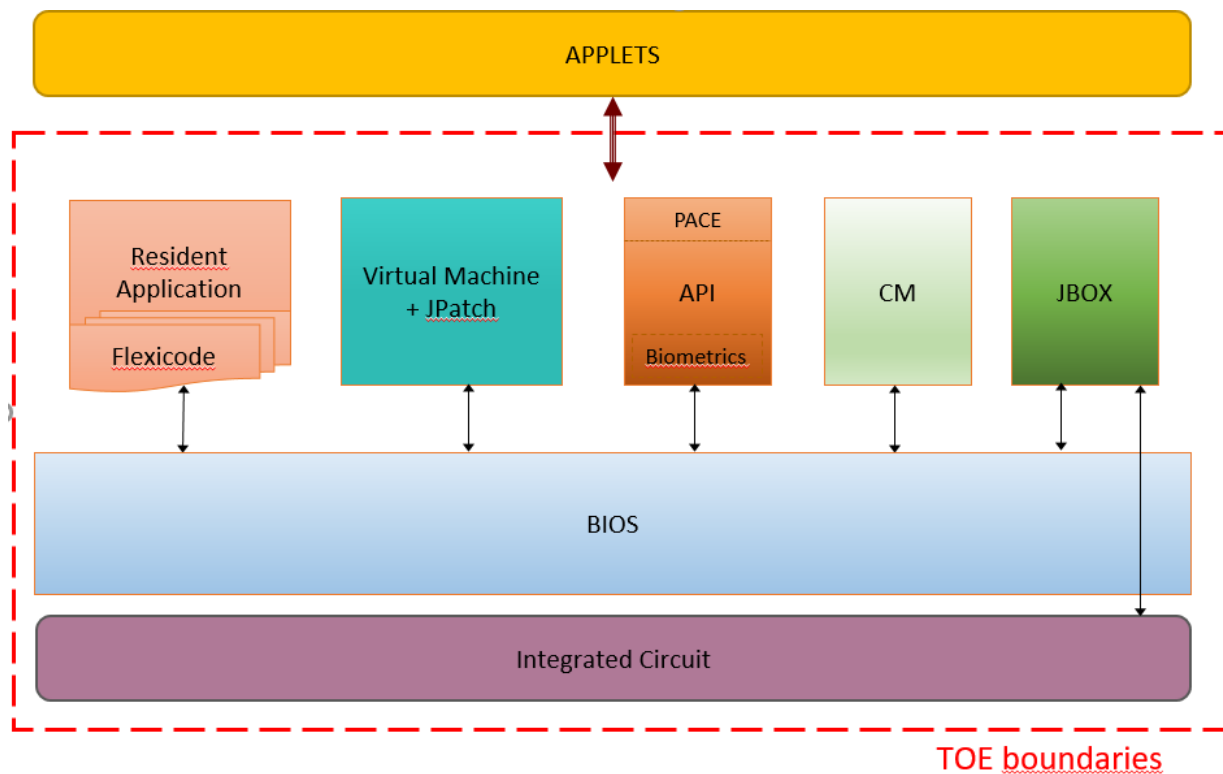 APPLETS
Resident
Application
Flexicode
Virtual Machine
+ JPatch
PACE
API
Biometrics
CM
JBOX
BIOS
Integrated Circuit
TOE boundaries